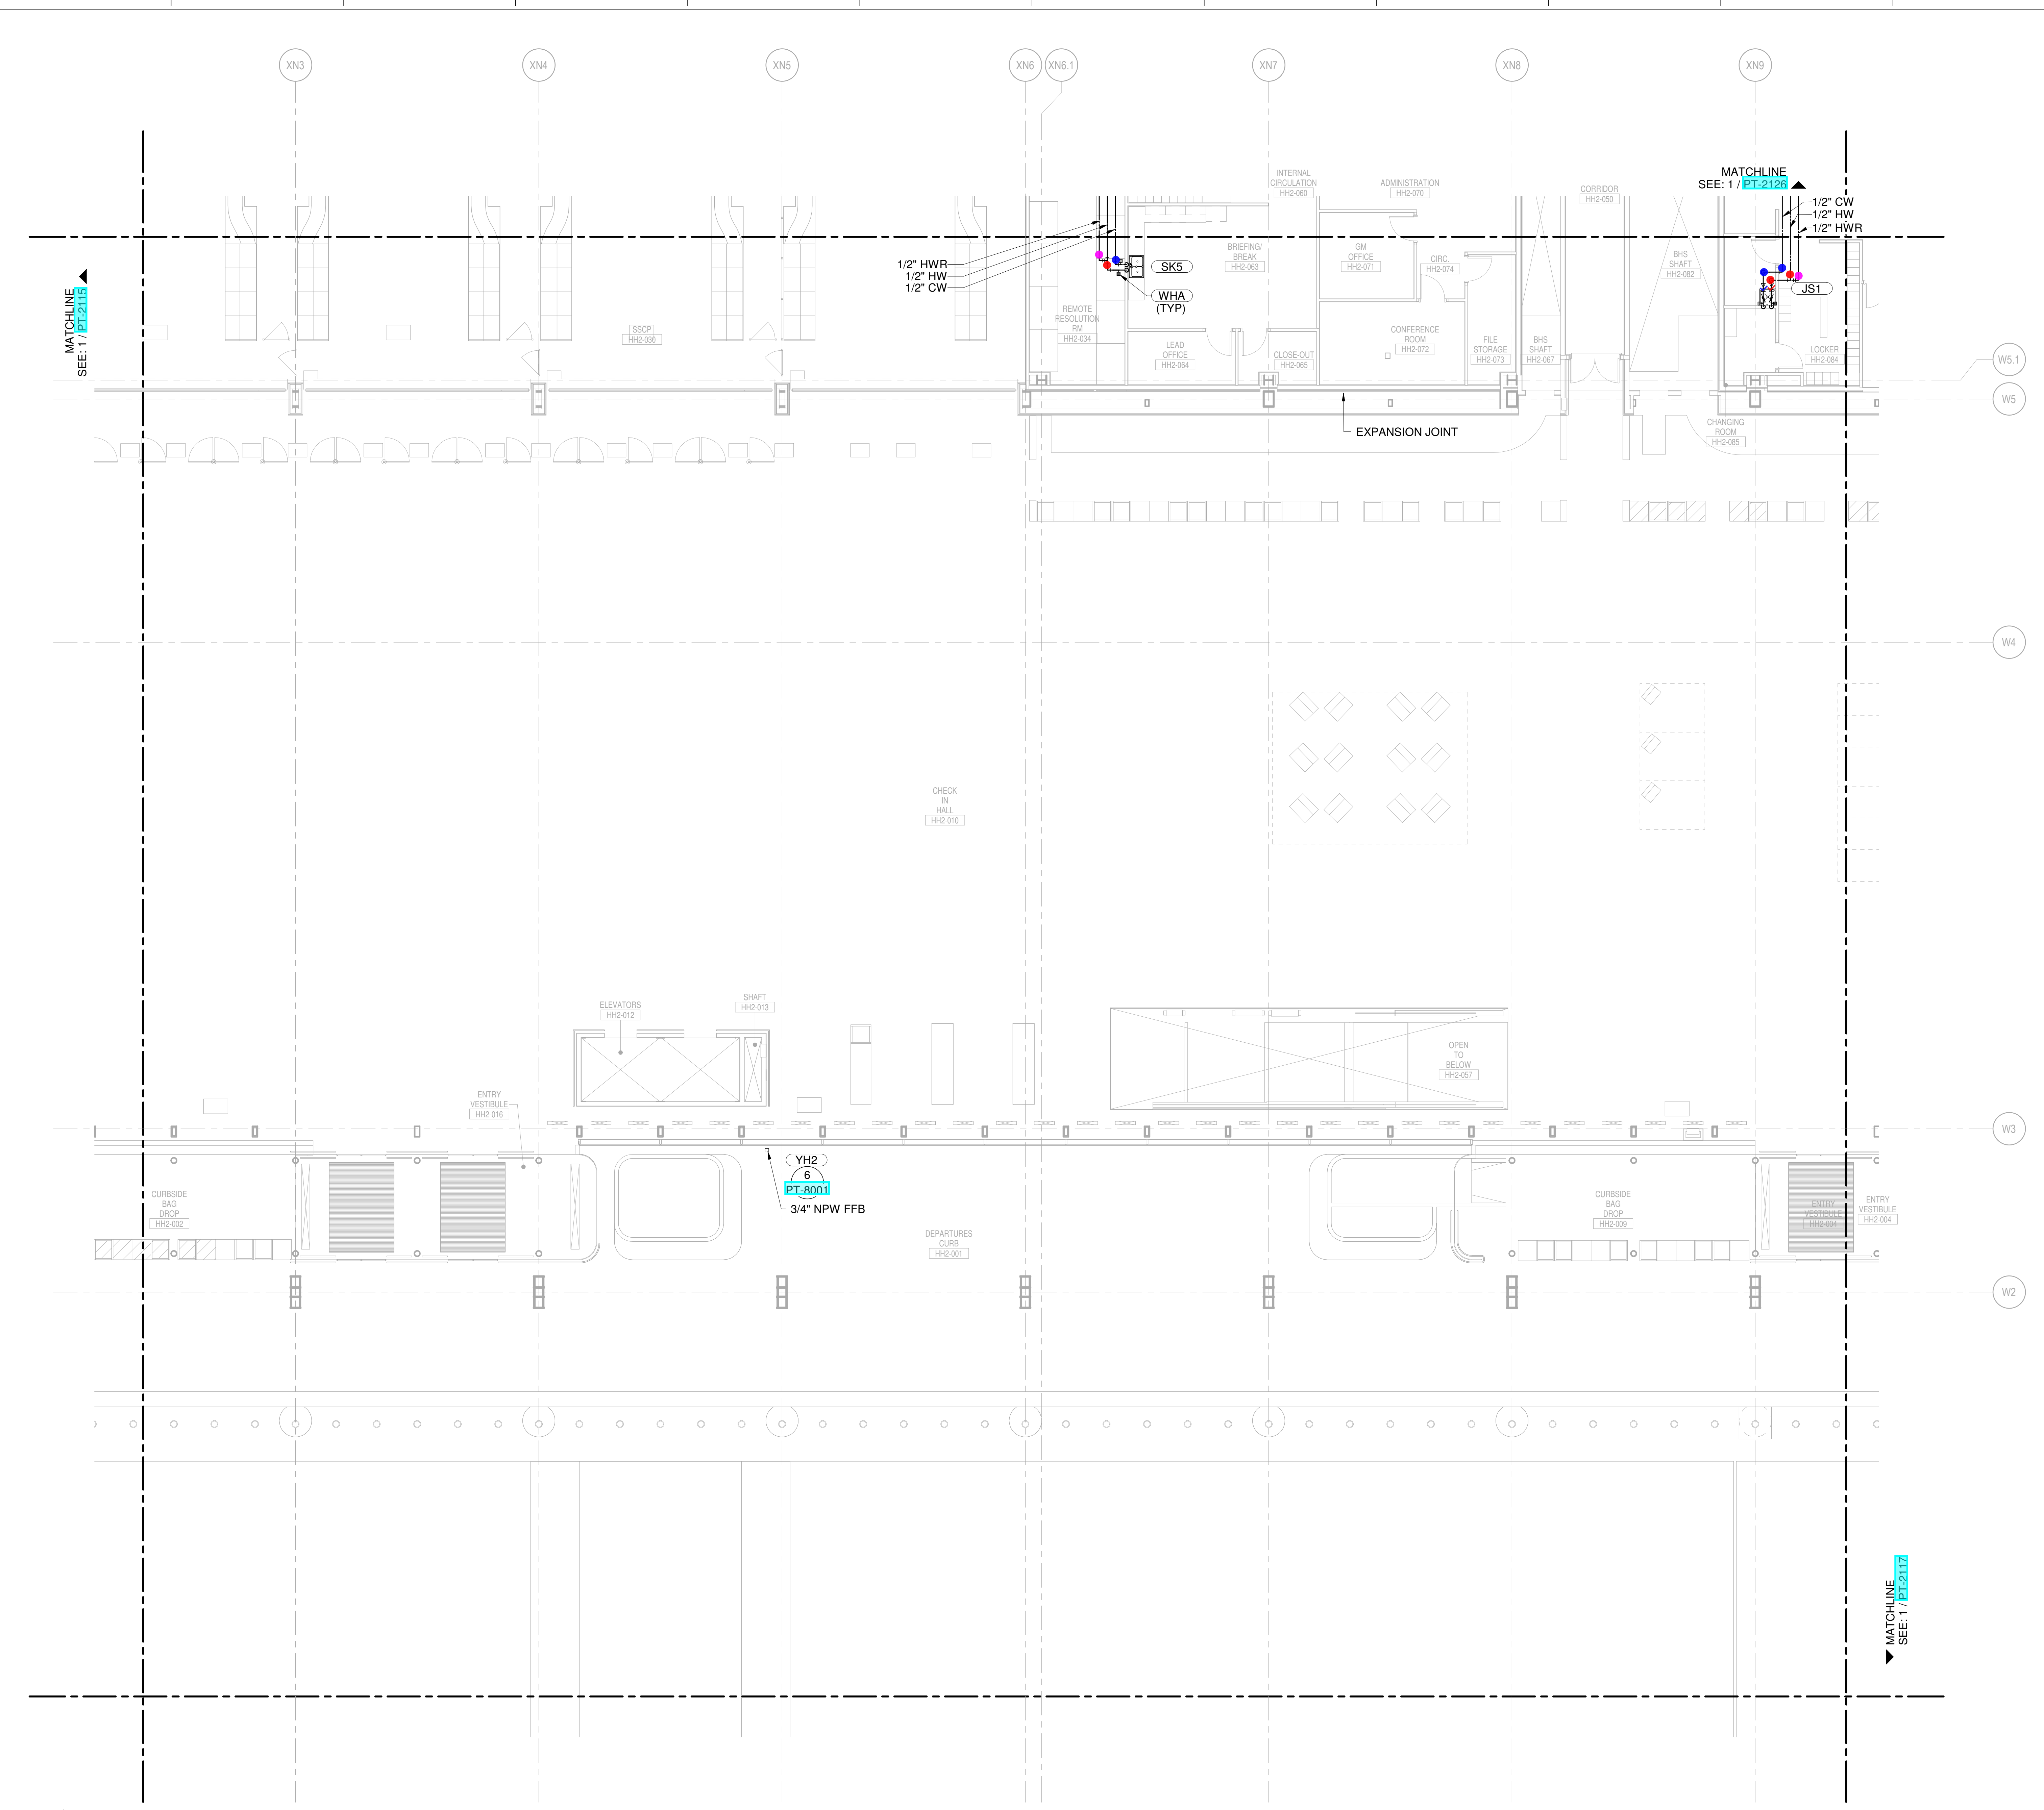 XN3
XN4
XN5
XN6
XN6.1
XN7
XN8
XN9
MATCHLINE
SEE: 1 / PT-2126
1/2" CW
1/2" HW
1/2" HWR
INTERNAL
CIRCULATION
HH2-060
ADMINISTRATION
HH2-070
CORRIDOR
HH2-050
MATCHLINE
SEE: 1 / PT-2115
1/2" HWR
1/2" HW
1/2" CW
SK5
WHA
(TYP)
BRIEFING/
BREAK
HH2-063
GM
OFFICE
HH2-071
CIRC.
HH2-074
BHS
SHAFT
HH2-082
JS1
SSCP
HH2-038
REMOTE
RESOLUTION
RM
HH2-034
LEAD
OFFICE
HH2-064
CLOSE-OUT
HH2-065
CONFERENCE
ROOM
HH2-072
FILE
STORAGE
HH2-073
BHS
SHAFT
HH2-067
LOCKER
HH2-084
W5.1
W5
EXPANSION JOINT
CHANGING
ROOM
HH2-085
W4
CHECK
IN
HALL
HH2-010
ELEVATORS
HH2-012
SHAFT
HH2-013
OPEN
TO
BELOW
HH2-057
ENTRY
VESTIBULE
HH2-016
W3
YH2
6
PT-8001
3/4" NPW FFB
CURBSIDE
BAG
DROP
HH2-002
DEPARTURES
CURB
HH2-001
CURBSIDE
BAG
DROP
HH2-009
ENTRY
VESTIBULE
HH2-004
ENTRY
VESTIBULE
HH2-004
W2
MATCHLINE
SEE: 1 / PT-2117